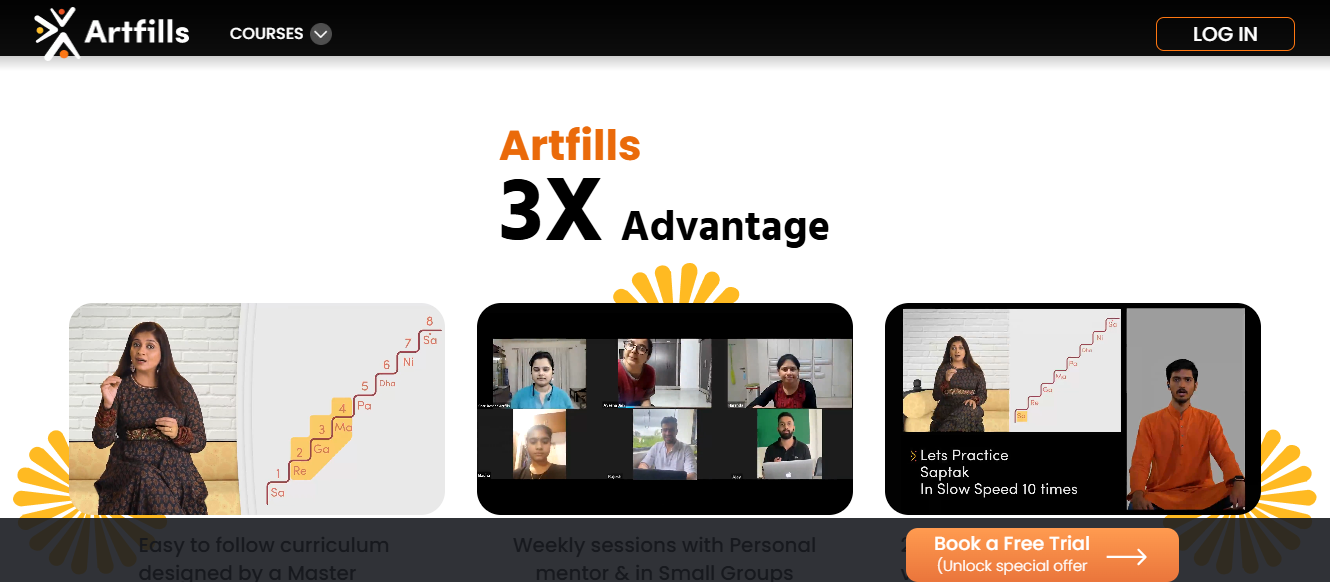 Artfills
COURSES
LOG IN
Artfills
3X Advantage
8
Sa
7
Ni
6
Dha
5
Pa
4
Ma
3
Ga
2
Re
1
Sa
Sa
Ni
Dha
Pa
Ma
Ga
Re
Sa
Lets Practice
Saptak
In Slow Speed 10 times
Easy to follow curriculum
designed by a Master
Weekly sessions with Personal
mentor & in Small Groups
Book a Free Trial
(Unlock special offer